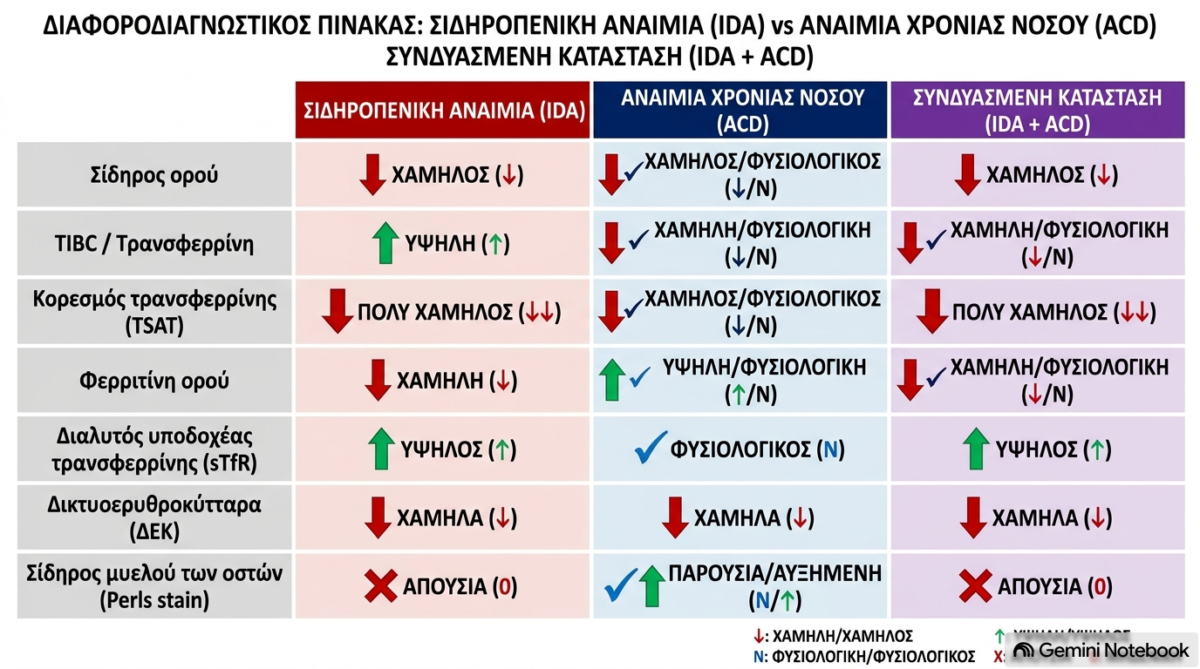 ΔΙΑΦΟΡΟΔΙΑΓΝΩΣΤΙΚΟΣ ΠΙΝΑΚΑΣ: ΣΙΔΗΡΟΠΕΝΙΚΗ ΑΝΑΙΜΙΑ (IDA) vs ΑΝΑΙΜΙΑ ΧΡΟΝΙΑΣ ΝΟΣΟΥ (ACD)
ΣΥΝΔΥΑΣΜΕΝΗ ΚΑΤΑΣΤΑΣΗ (IDA + ACD)
ΣΙΔΗΡΟΠΕΝΙΚΗ ΑΝΑΙΜΙΑ (IDA)
ΑΝΑΙΜΙΑ ΧΡΟΝΙΑΣ ΝΟΣΟΥ
(ACD)
ΣΥΝΔΥΑΣΜΕΝΗ ΚΑΤΑΣΤΑΣΗ
(IDA + ACD)
Σίδηρος ορού
ΧΑΜΗΛΟΣ (↓)
ΧΑΜΗΛΟΣ/ΦΥΣΙΟΛΟΓΙΚΟΣ
(↓/N)
ΧΑΜΗΛΟΣ (↓)
TIBC / Τρανσφερρίνη
ΥΨΗΛΗ (↑)
ΧΑΜΗΛΗ/ΦΥΣΙΟΛΟΓΙΚΗ
(↓/N)
ΧΑΜΗΛΗ/ΦΥΣΙΟΛΟΓΙΚΗ
(↓/N)
Κορεσμός τρανσφερρίνης
(TSAT)
ΠΟΛΥ ΧΑΜΗΛΟΣ (↓↓)
ΧΑΜΗΛΟΣ/ΦΥΣΙΟΛΟΓΙΚΟΣ
(↓/N)
ΠΟΛΥ ΧΑΜΗΛΟΣ (↓↓)
Φερριτίνη ορού
ΧΑΜΗΛΗ (↓)
ΥΨΗΛΗ/ΦΥΣΙΟΛΟΓΙΚΗ
(↑/N)
ΧΑΜΗΛΗ/ΦΥΣΙΟΛΟΓΙΚΗ
(↓/N)
Διαλυτός υποδοχέας
τρανσφερρίνης (sTfR)
ΥΨΗΛΟΣ (↑)
ΦΥΣΙΟΛΟΓΙΚΟΣ (N)
ΥΨΗΛΟΣ (↑)
Δικτυοερυθροκύτταρα
(ΔΕΚ)
ΧΑΜΗΛΑ (↓)
ΧΑΜΗΛΑ (↓)
ΧΑΜΗΛΑ (↓)
Σίδηρος μυελού των οστών
(Perls stain)
ΑΠΟΥΣΙΑ (0)
ΠΑΡΟΥΣΙΑ/ΑΥΞΗΜΕΝΗ
(N/↑)
ΑΠΟΥΣΙΑ (0)
↓: ΧΑΜΗΛΗ/ΧΑΜΗΛΟΣ
N: ΦΥΣΙΟΛΟΓΙΚΗ/ΦΥΣΙΟΛΟΓΙΚΟΣ
X:
Gemini Notebook